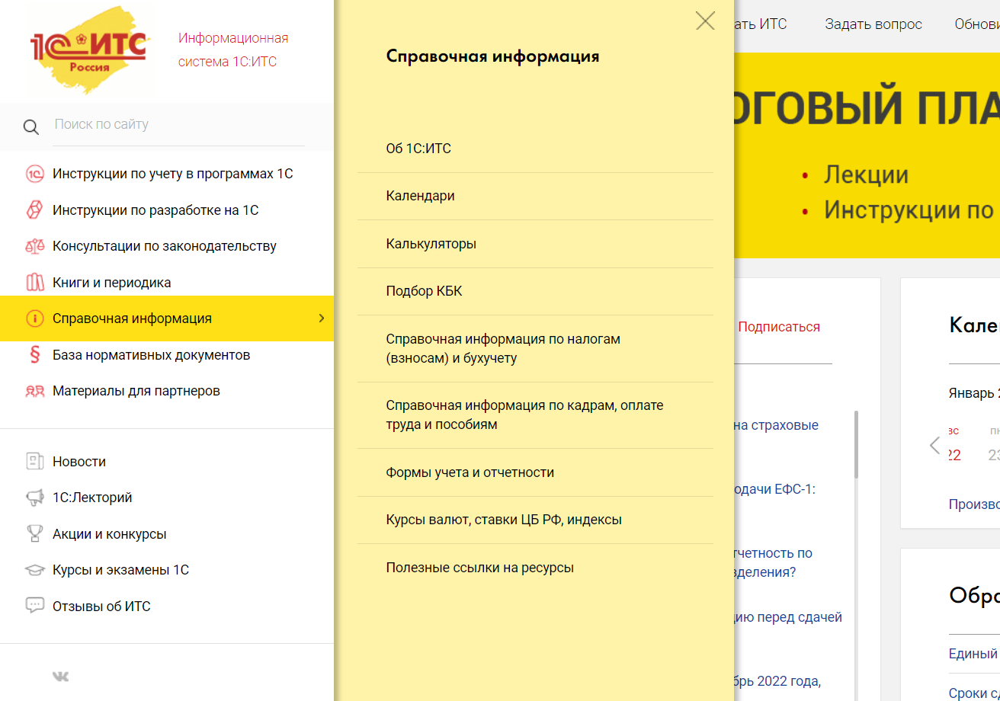 1С ИТС
Россия
Информационная
система 1С:ИТС
Поиск по сайту
Инструкции по учету в программах 1С
Инструкции по разработке на 1С
Консультации по законодательству
Книги и периодика
Справочная информация
База нормативных документов
Материалы для партнеров
Новости
1С:Лекторий
Акции и конкурсы
Курсы и экзамены 1С
Отзывы об ИТС
Справочная информация
Об 1С:ИТС
Календари
Калькуляторы
Подбор КБК
Справочная информация по налогам
(взносам) и бухучету
Справочная информация по кадрам, оплате
труда и пособиям
Формы учета и отчетности
Курсы валют, ставки ЦБ РФ, индексы
Полезные ссылки на ресурсы
ать ИТС
Задать вопрос
Обнови
ОГОВЫЙ ПЛА
• Лекции
• Инструкции по
Подписаться
на страховые
одачи ЕФС-1:
тчетность по
зделения?
цию перед сдачей
брь 2022 года,
Кале
Январь 2
вс пн
22 23
Произво
Обра
Единый
Сроки сд